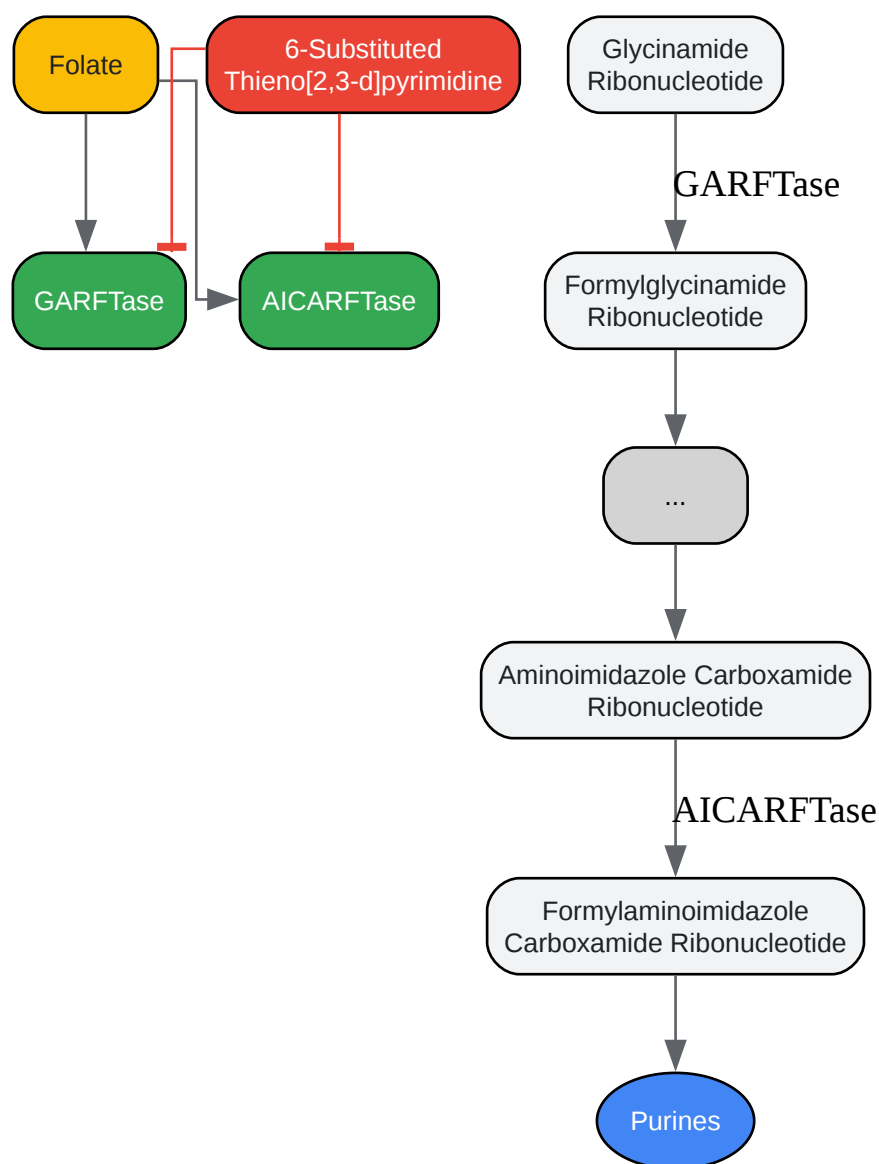 Folate
6-Substituted
Thieno[2,3-d]pyrimidine
Glycinamide
Ribonucleotide
GARFTase
GARFTase
AICARFTase
Formylglycinamide
Ribonucleotide
...
Aminoimidazole Carboxamide
Ribonucleotide
AICARFTase
Formylaminoimidazole
Carboxamide Ribonucleotide
Purines